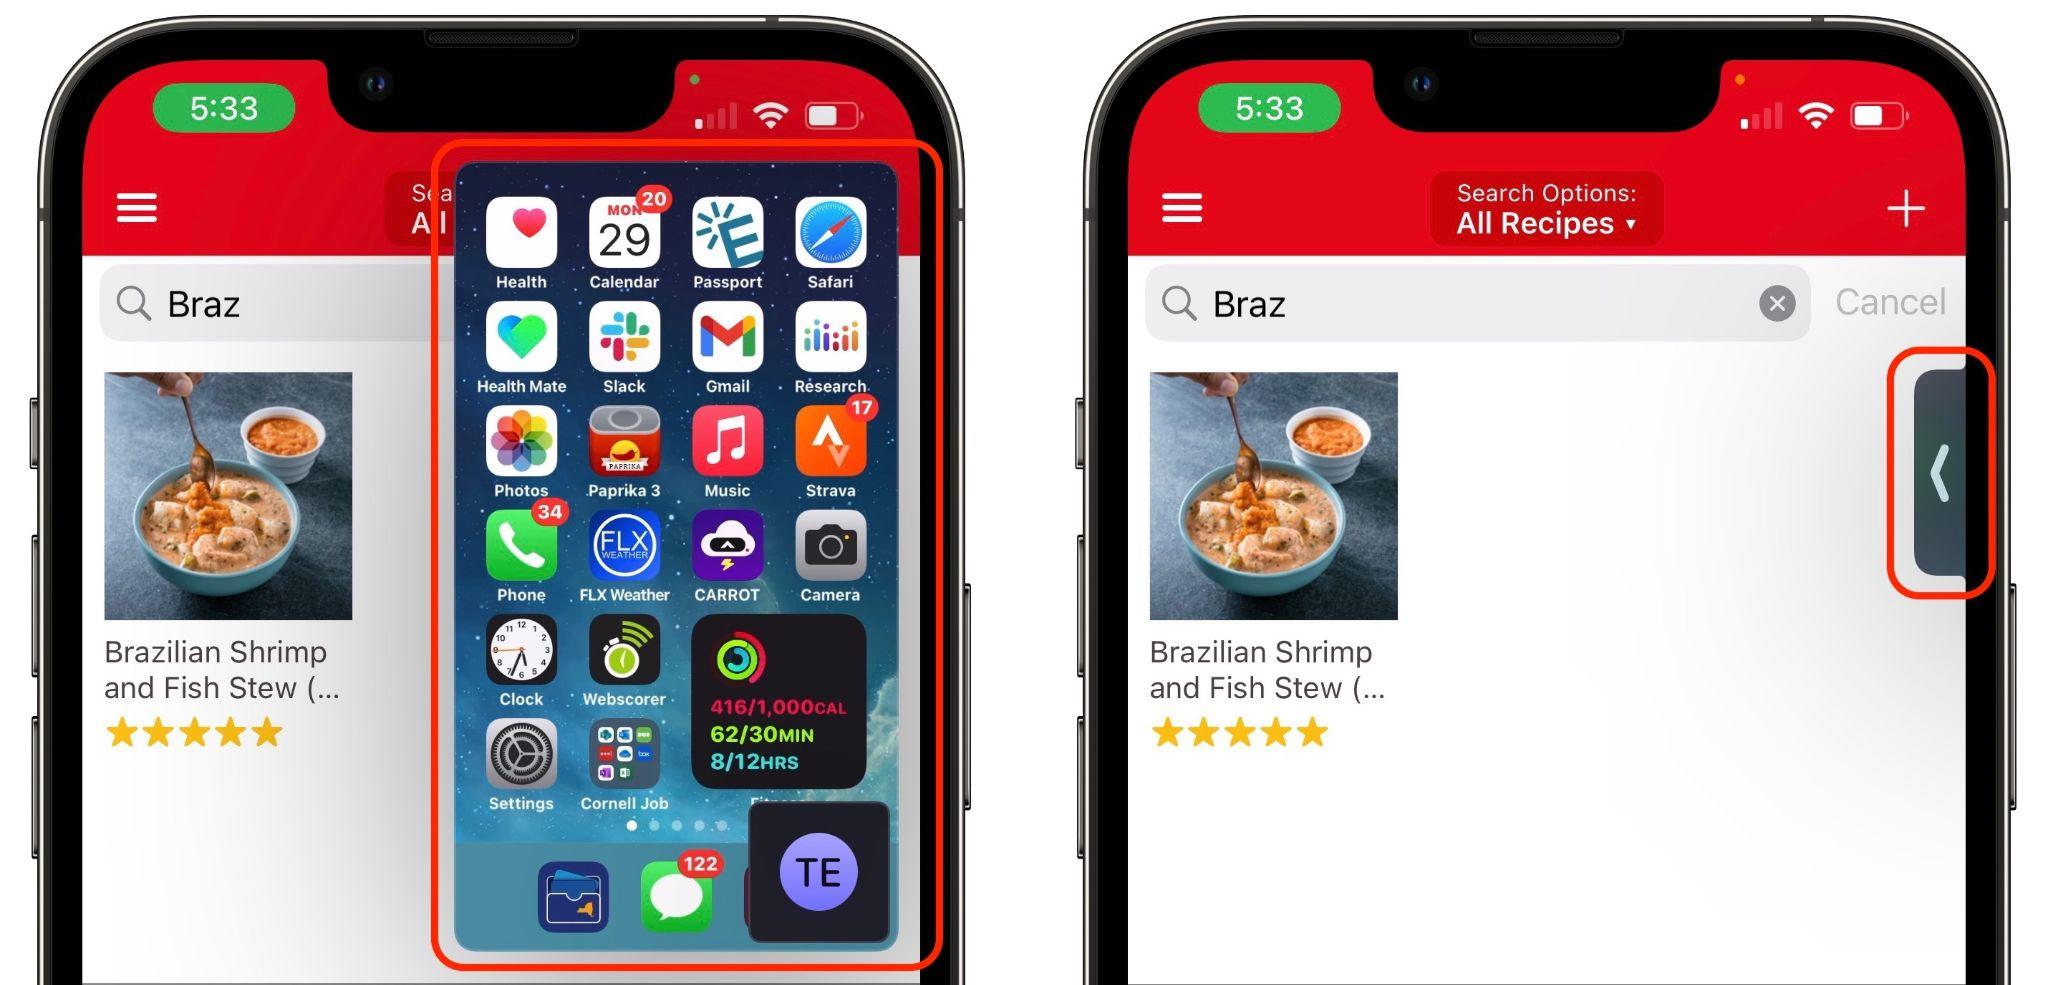 5:33
Sea
All
Braz
Brazilian Shrimp
and Fish Stew (...
20
MON
29
Health
Calendar
Passport
Safari
Health Mate
Slack
Gmail
Research
17
PAPRIKA
Photos
Paprika 3
Music
Strava
34
FLX
WEATHER
Phone
FLX Weather
CARROT
Camera
Clock
Webscorer
416/1,000CAL
62/30MIN
8/12HRS
Settings
Cornell Job
122
TE
5:33
Search Options:
All Recipes ▾
Braz
Cancel
Brazilian Shrimp
and Fish Stew (...